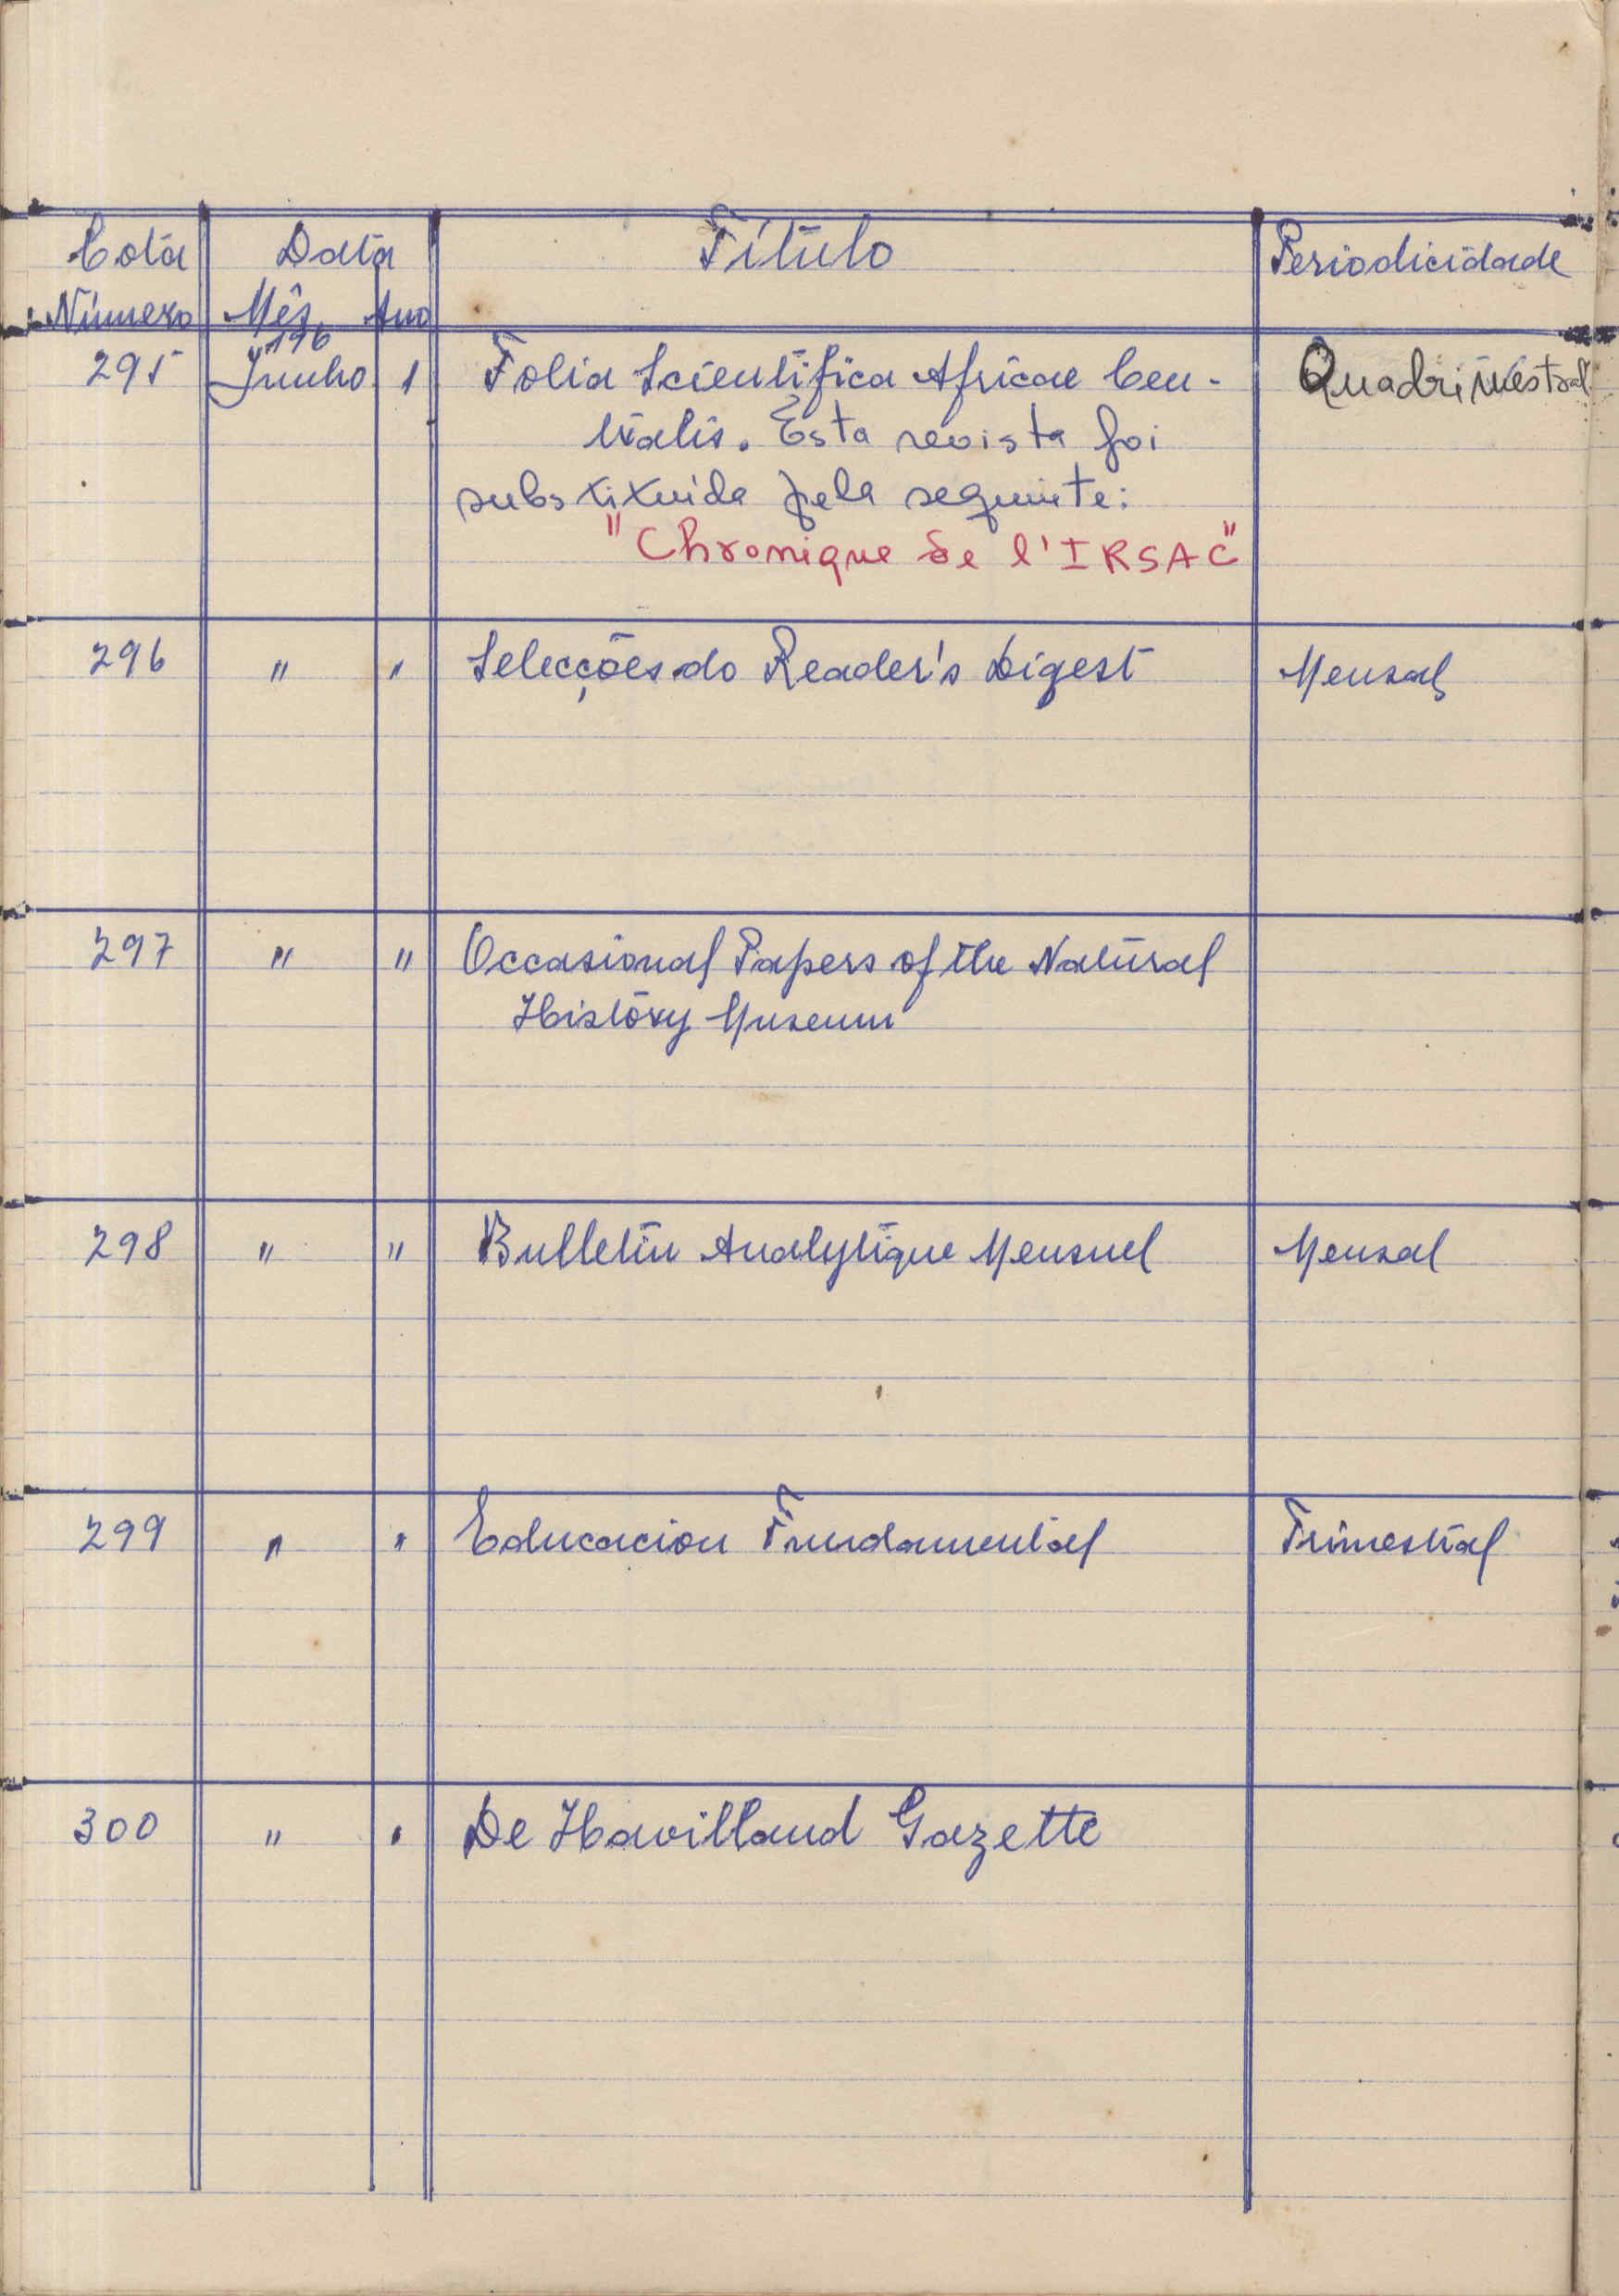 Cota Data Título Periodicidade
Número Mês Ano
196
295 Junho 1 Folia Scientifica Africae Cen- Quadrimestral
tralis. Esta revista foi
substituida pela seguinte:
"Chronique de l'IRSAC"
296 " " Selecções do Reader's Digest Mensal
297 " " Occasional Papers of the Natural
History Museum
298 " " Bulletin Analytique Mensuel Mensal
299 " " Educacion Fundamental Trimestral
300 " " De Havilland Gazette